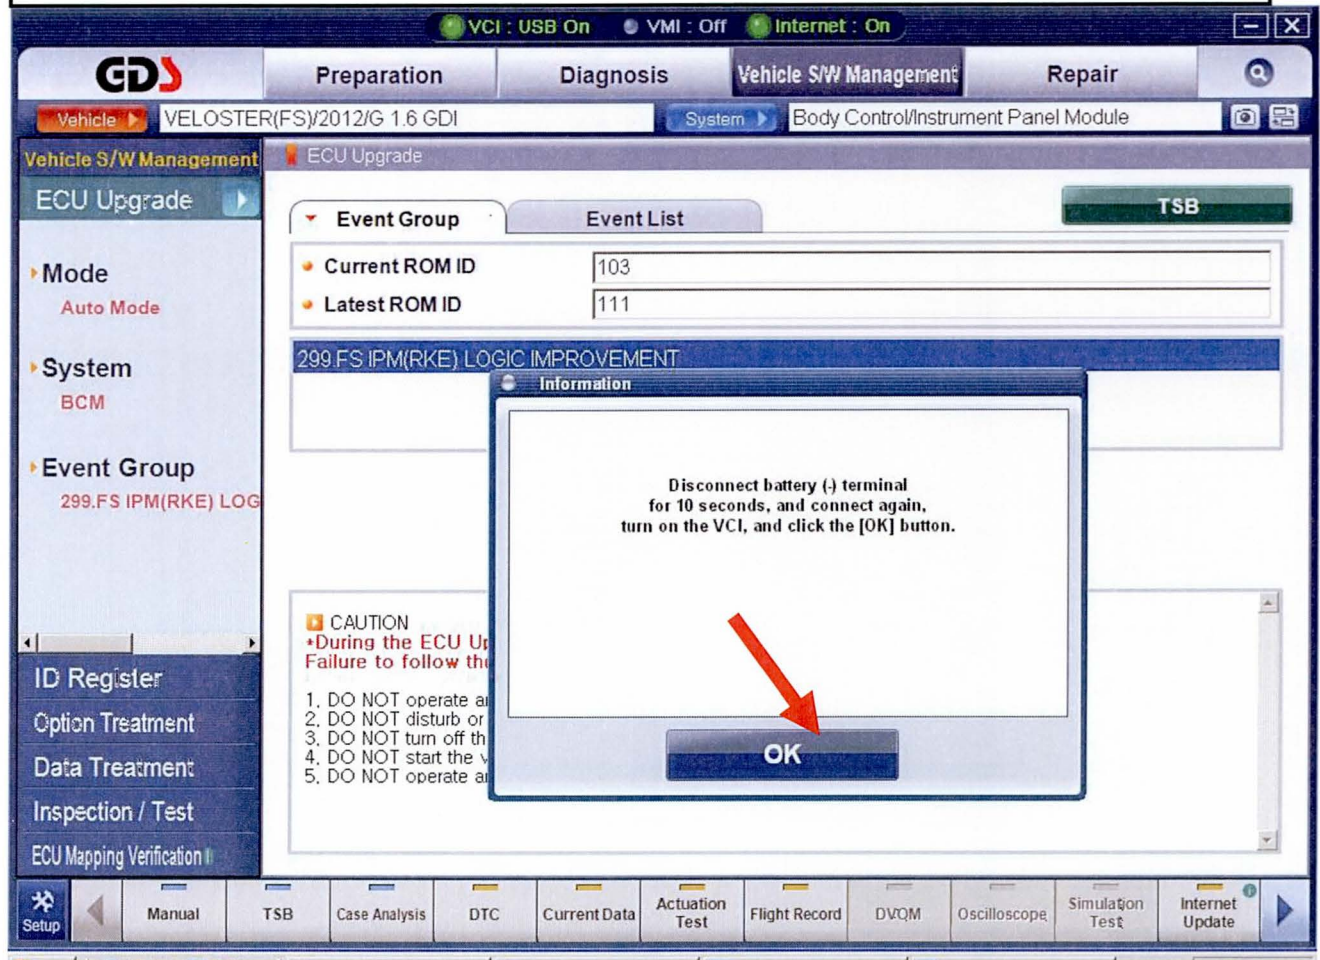 VCI : USB On VMI : Off Internet : On
GDS
Preparation Diagnosis Vehicle S/W Management Repair
Vehicle VELOSTER(FS)/2012/G 1.6 GDI System Body Control/Instrument Panel Module
Vehicle S/W Management
ECU Upgrade
ECU Upgrade
TSB
Event Group Event List
Current ROM ID 103
Latest ROM ID 111
Mode
Auto Mode
System
BCM
Event Group
299.FS IPM(RKE) LOG
299.FS IPM(RKE) LOGIC IMPROVEMENT
Information
Disconnect battery (-) terminal
for 10 seconds, and connect again,
turn on the VCI, and click the [OK] button.
OK
CAUTION
*During the ECU
Failure to follow
1. DO NOT operate
2. DO NOT disturb or
3. DO NOT turn off
4. DO NOT start the
5. DO NOT operate
ID Register
Option Treatment
Data Treatment
Inspection / Test
ECU Mapping Verification
Setup
Manual
TSB
Case Analysis
DTC
Current Data
Actuation
Test
Flight Record
DVOM
Oscilloscope
Simulation
Test
Internet
Update